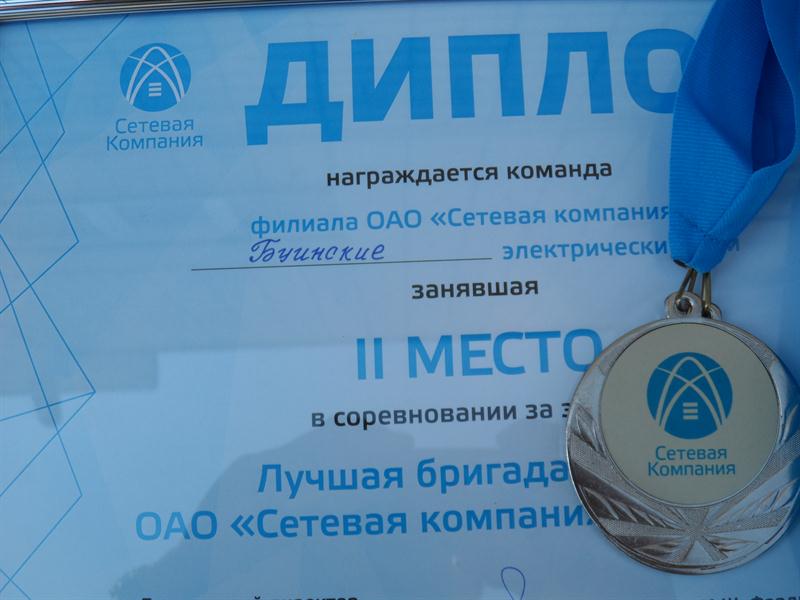 Сетевая
Компания
ДИПЛО
награждается команда
филиала ОАО «Сетевая компания
Буинские электрически
занявшая
II МЕСТО
в соревновании за
Лучшая бригада
ОАО «Сетевая компания
Сетевая
Компания